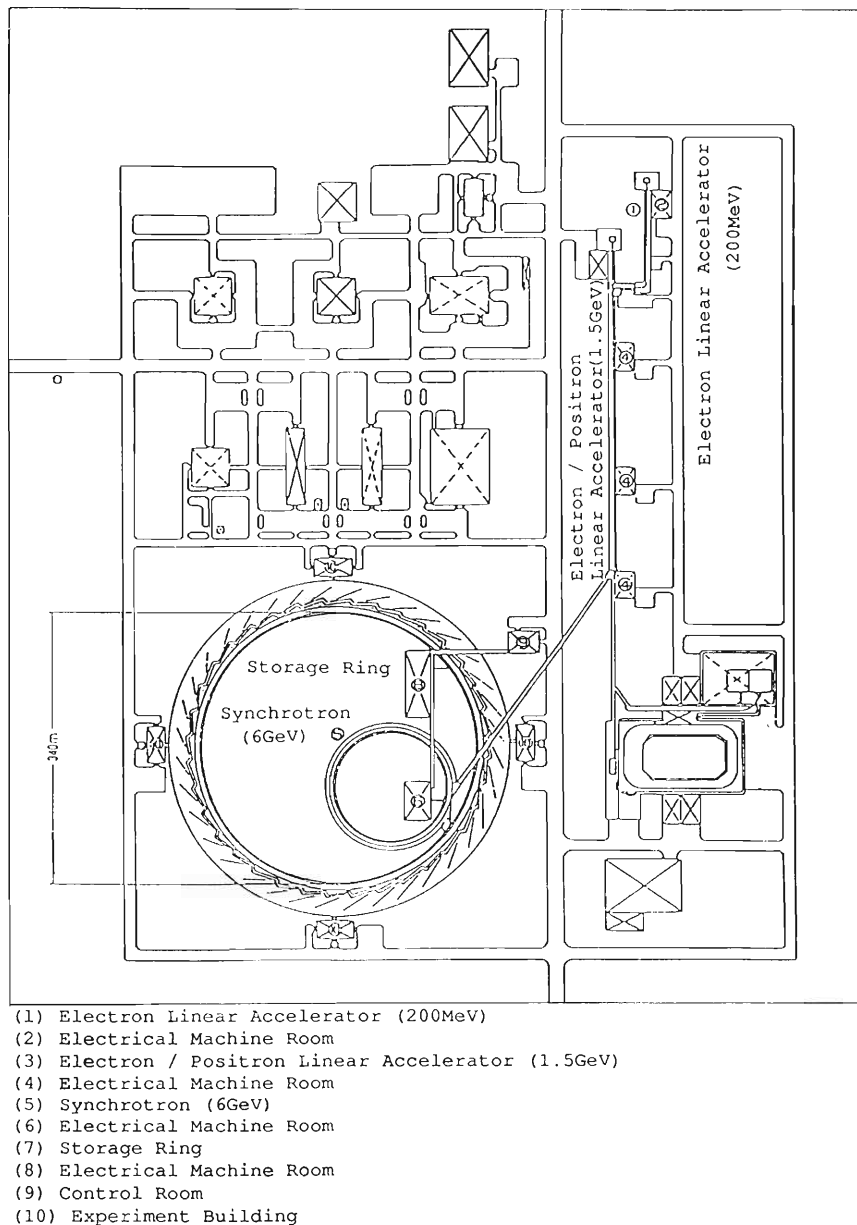 ①
Electron Linear Accelerator
(200MeV)
Electron / Positron
Linear Accelerator(1.5GeV)
Storage Ring
Synchrotron
(6GeV)
340m
(1) Electron Linear Accelerator (200MeV)
(2) Electrical Machine Room
(3) Electron / Positron Linear Accelerator (1.5GeV)
(4) Electrical Machine Room
(5) Synchrotron (6GeV)
(6) Electrical Machine Room
(7) Storage Ring
(8) Electrical Machine Room
(9) Control Room
(10) Experiment Building